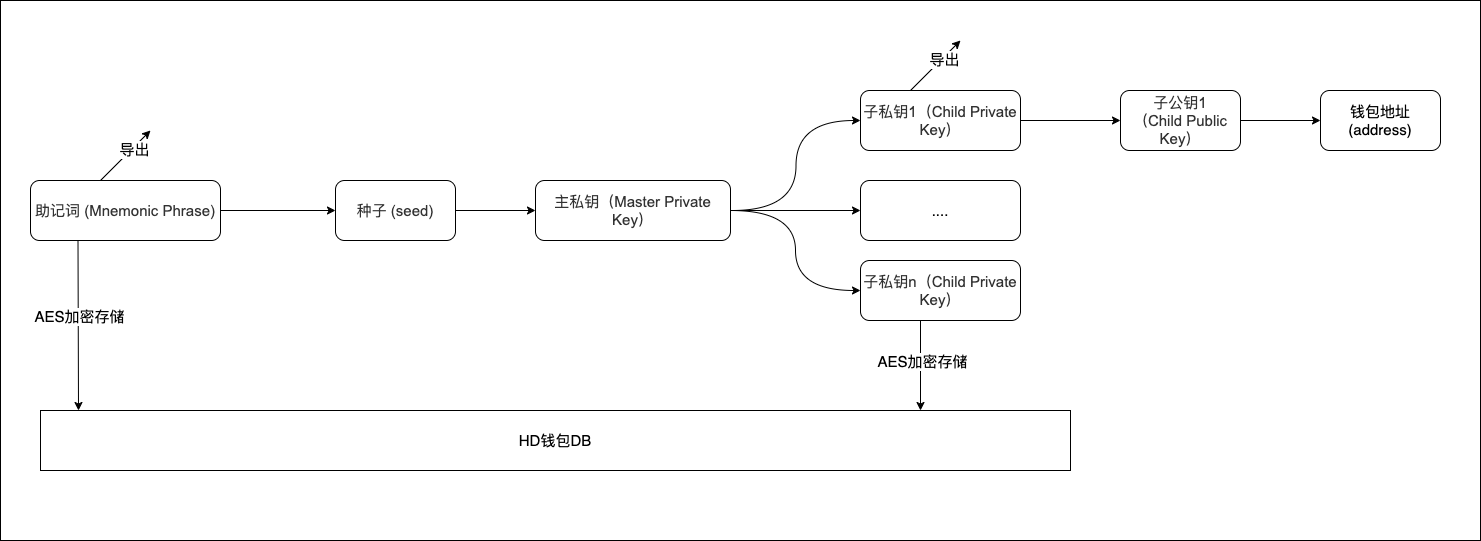 导出
子私钥1（Child Private
Key）
子公钥1
（Child Public
Key）
钱包地址
(address)
导出
助记词 (Mnemonic Phrase)
种子 (seed)
主私钥（Master Private
Key）
....
子私钥n（Child Private
Key）
AES加密存储
AES加密存储
HD钱包DB